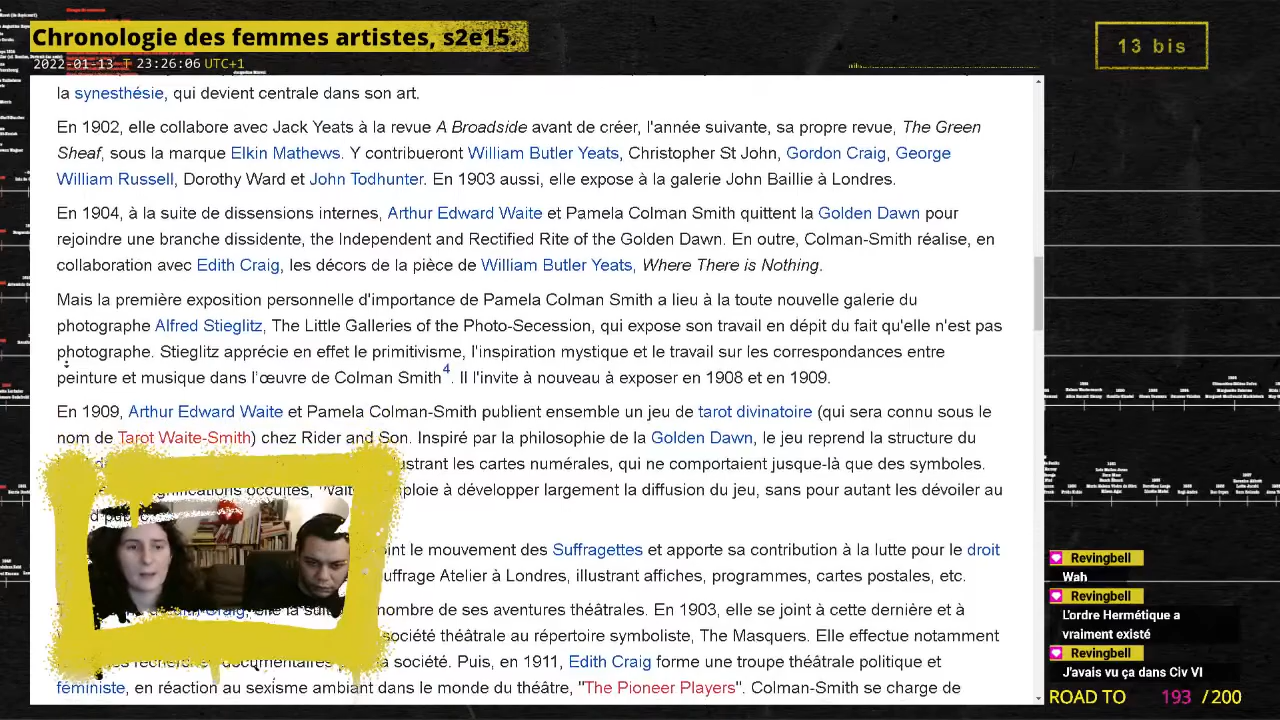 Chronologie des femmes artistes, s2e15
2022-01-13 T 23:26:06 UTC+1
13 bis
la synesthésie, qui devient centrale dans son art.
En 1902, elle collabore avec Jack Yeats à la revue A Broadside avant de créer, l'année suivante, sa propre revue, The Green
Sheaf, sous la marque Elkin Mathews. Y contribueront William Butler Yeats, Christopher St John, Gordon Craig, George
William Russell, Dorothy Ward et John Todhunter. En 1903 aussi, elle expose à la galerie John Baillie à Londres.
En 1904, à la suite de dissensions internes, Arthur Edward Waite et Pamela Colman Smith quittent la Golden Dawn pour
rejoindre une branche dissidente, the Independent and Rectified Rite of the Golden Dawn. En outre, Colman-Smith réalise, en
collaboration avec Edith Craig, les décors de la pièce de William Butler Yeats, Where There is Nothing.
Mais la première exposition personnelle d'importance de Pamela Colman Smith a lieu à la toute nouvelle galerie du
photographe Alfred Stieglitz, The Little Galleries of the Photo-Secession, qui expose son travail en dépit du fait qu'elle n'est pas
photographe. Stieglitz apprécie en effet le primitivisme, l'inspiration mystique et le travail sur les correspondances entre
peinture et musique dans l'œuvre de Colman Smith4. Il l'invite à nouveau à exposer en 1908 et en 1909.
En 1909, Arthur Edward Waite et Pamela Colman-Smith publient ensemble un jeu de tarot divinatoire (qui sera connu sous le
nom de Tarot Waite-Smith) chez Rider and Son. Inspiré par la philosophie de la Golden Dawn, le jeu reprend la structure du
ustrant les cartes numérales, qui ne comportaient jusque-là que des symboles.
à développer largement la diffusion du jeu, sans pour autant les dévoiler au
int le mouvement des Suffragettes et apporte sa contribution à la lutte pour le droit
uffrage Atelier à Londres, illustrant affiches, programmes, cartes postales, etc.
nombre de ses aventures théâtrales. En 1903, elle se joint à cette dernière et à
société théâtrale au répertoire symboliste, The Masquers. Elle effectue notamment
documentaires la société. Puis, en 1911, Edith Craig forme une troupe théâtrale politique et
féministe, en réaction au sexisme ambiant dans le monde du théâtre, "The Pioneer Players". Colman-Smith se charge de
Revingbell
Wah
Revingbell
L'ordre Hermétique a
vraiment existé
Revingbell
J'avais vu ça dans Civ VI
ROAD TO 193 / 200